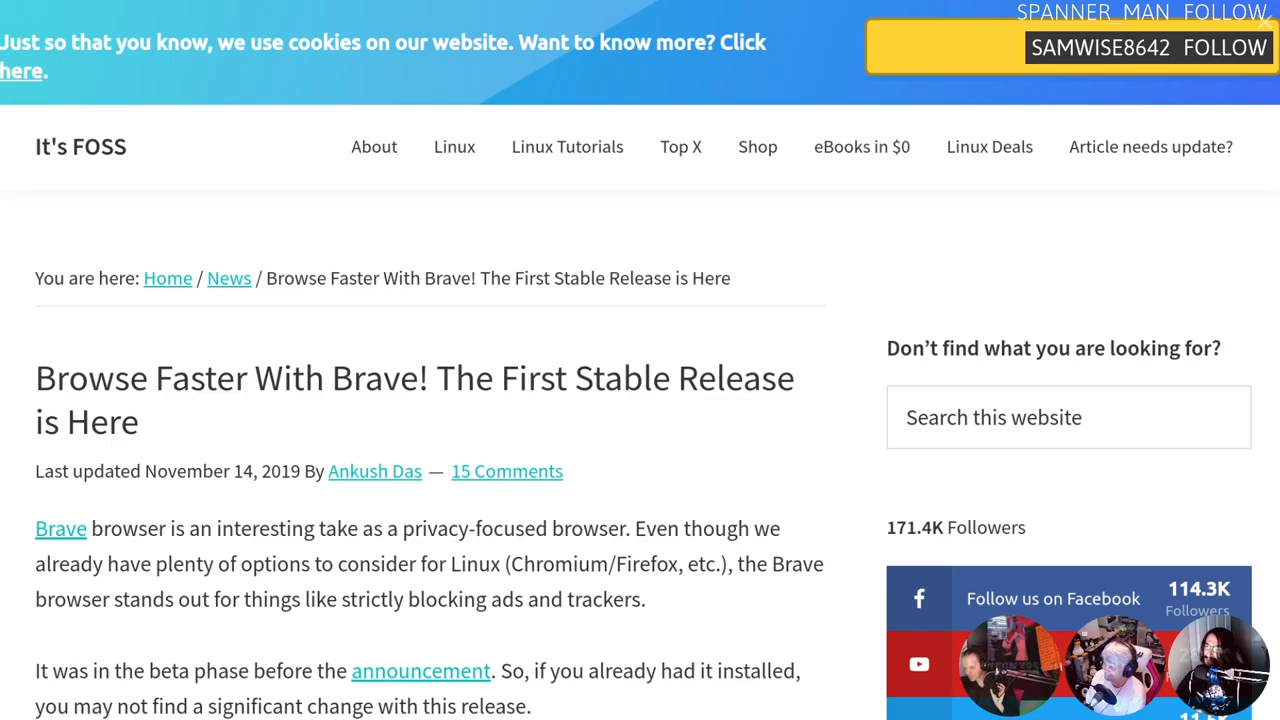 SPANNER_MAN FOLLOW
Just so that you know, we use cookies on our website. Want to know more? Click
here.
SAMWISE8642 FOLLOW
It's FOSS
About
Linux
Linux Tutorials
Top X
Shop
eBooks in $0
Linux Deals
Article needs update?
You are here: Home / News / Browse Faster With Brave! The First Stable Release is Here
Browse Faster With Brave! The First Stable Release
is Here
Last updated November 14, 2019 By Ankush Das — 15 Comments
Brave browser is an interesting take as a privacy-focused browser. Even though we
already have plenty of options to consider for Linux (Chromium/Firefox, etc.), the Brave
browser stands out for things like strictly blocking ads and trackers.
It was in the beta phase before the announcement. So, if you already had it installed,
you may not find a significant change with this release.
Don’t find what you are looking for?
Search this website
171.4K Followers
Follow us on Facebook
114.3K
Followers